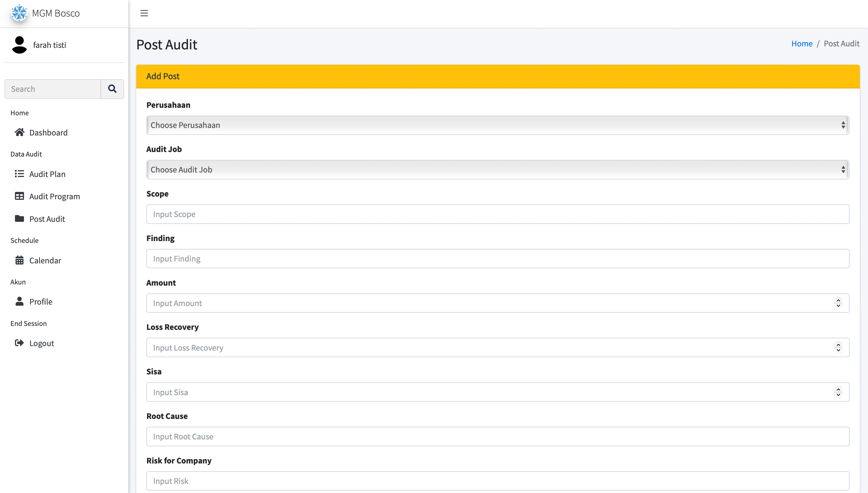 MGM Bosco
farah tisti
Search
Home
Dashboard
Data Audit
Audit Plan
Audit Program
Post Audit
Schedule
Calendar
Akun
Profile
End Session
Logout
Post Audit
Home / Post Audit
Add Post
Perusahaan
Choose Perusahaan
Audit Job
Choose Audit Job
Scope
Input Scope
Finding
Input Finding
Amount
Input Amount
Loss Recovery
Input Loss Recovery
Sisa
Input Sisa
Root Cause
Input Root Cause
Risk for Company
Input Risk